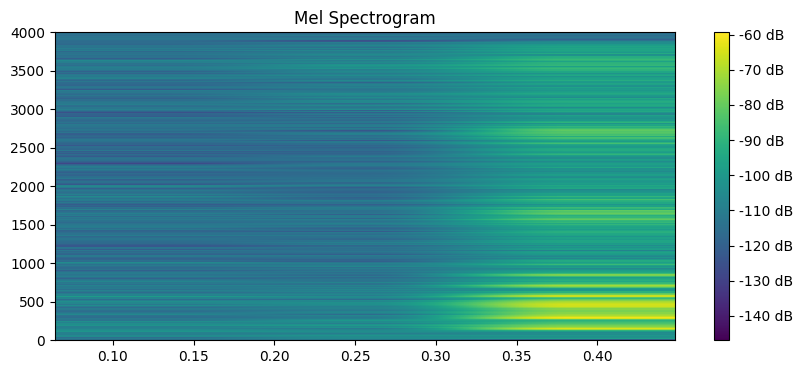 Mel Spectrogram
4000
3500
3000
2500
2000
1500
1000
500
0
0.10 0.15 0.20 0.25 0.30 0.35 0.40
-60 dB
-70 dB
-80 dB
-90 dB
-100 dB
-110 dB
-120 dB
-130 dB
-140 dB